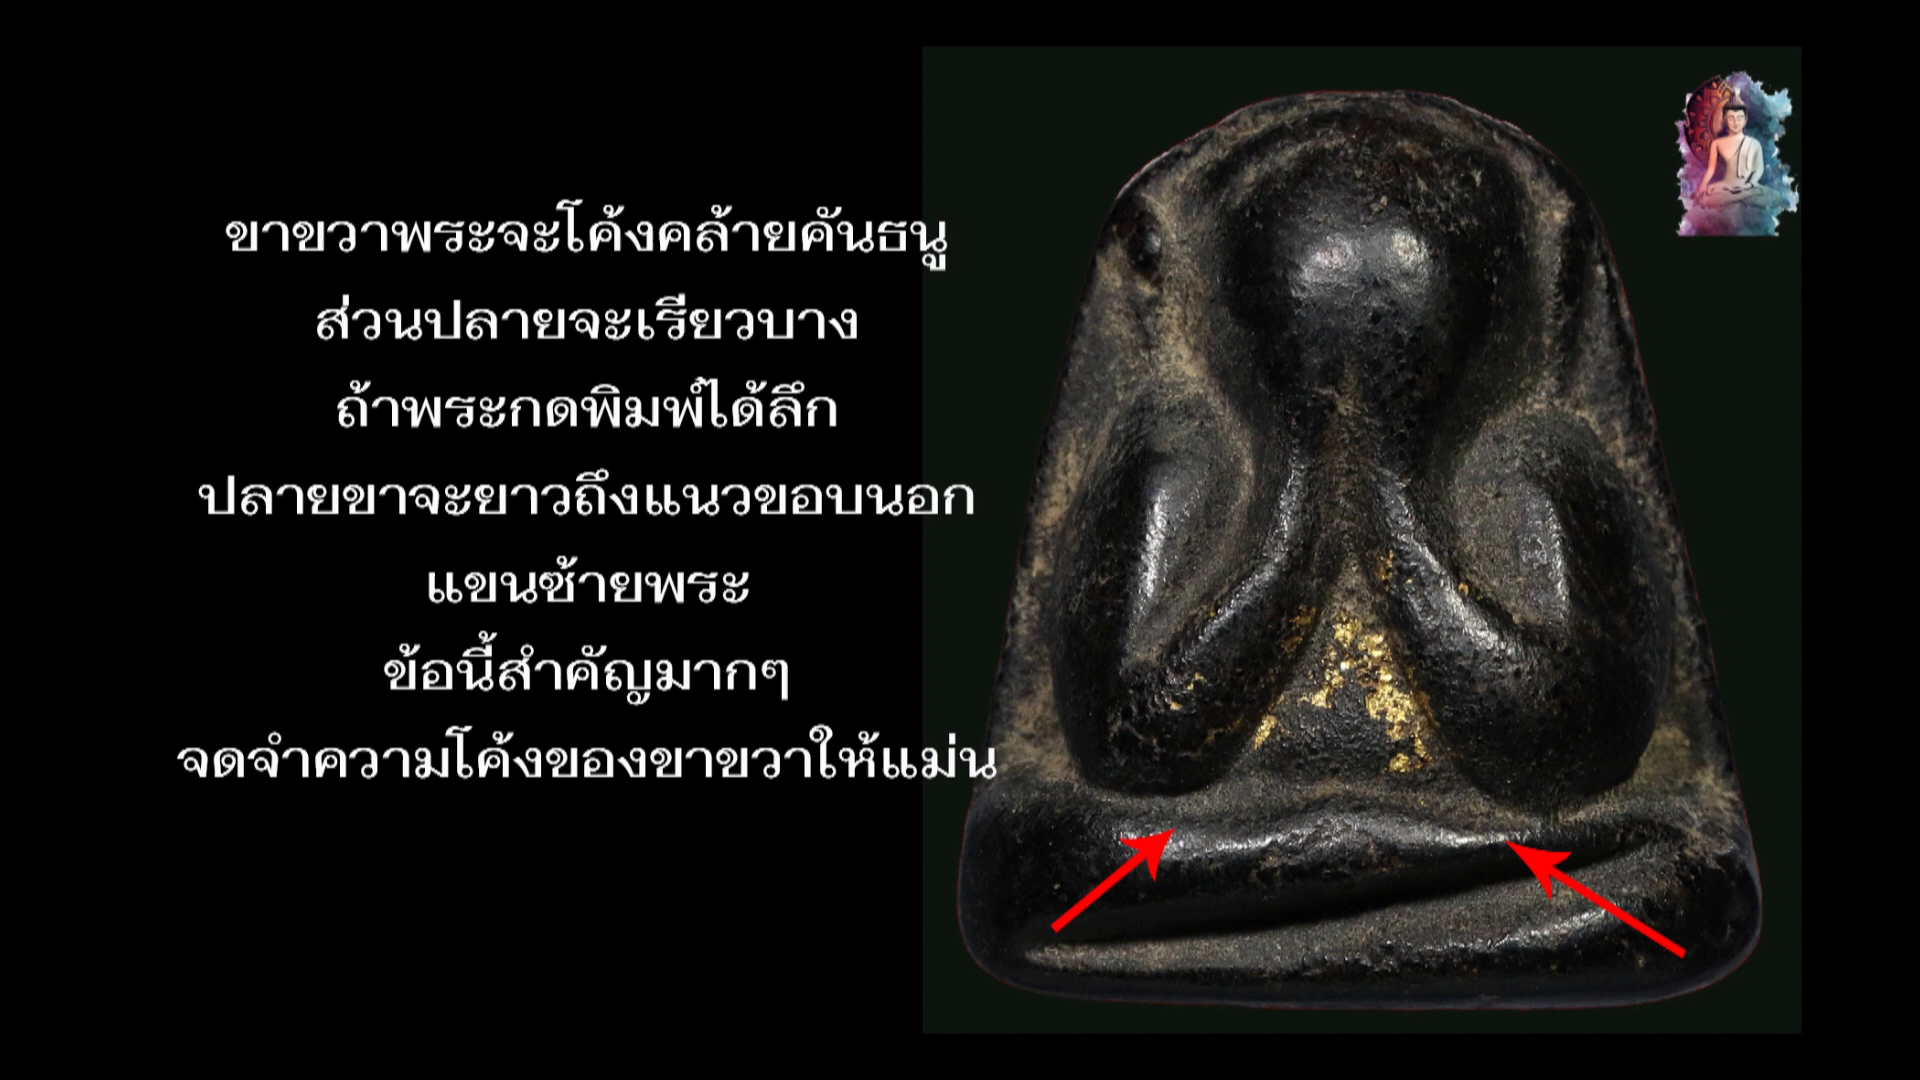 ขาขวาพระจะโค้งคล้ายคันธนู
ส่วนปลายจะเรียวบาง
ถ้าพระกดพิมพ์ได้ลึก
ปลายขาจะยาวถึงแนวขอบนอก
แขนซ้ายพระ
ข้อนี้สำคัญมากๆ
จดจำความโค้งของขาขวาให้แม่น